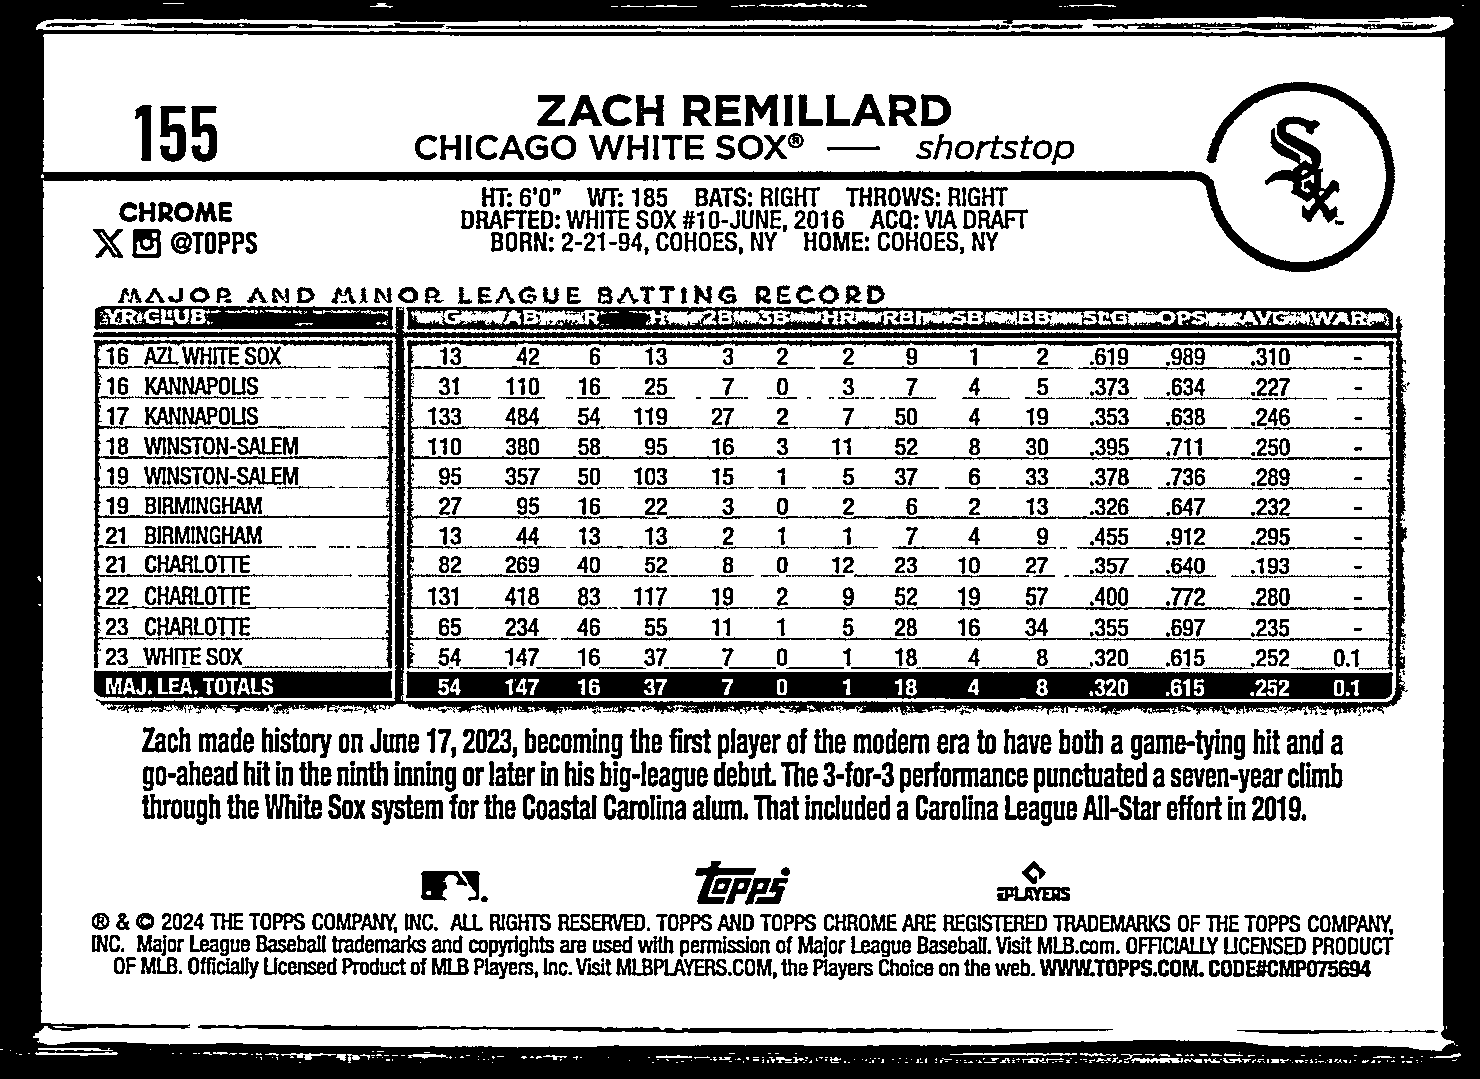 155
ZACH REMILLARD
CHICAGO WHITE SOX® — shortstop
Sox
CHROME
@TOPPS
HT: 6'0" WT: 185 BATS: RIGHT THROWS: RIGHT
DRAFTED: WHITE SOX #10-JUNE, 2016 ACQ: VIA DRAFT
BORN: 2-21-94, COHOES, NY HOME: COHOES, NY
MAJOR AND MINOR LEAGUE BATTING RECORD
YR CLUB G AB R H 2B 3B HR RBI SB BB SLG OPS AVG WAR
16 AZL WHITE SOX 13 42 6 13 3 2 2 9 1 2 .619 .989 .310 -
16 KANNAPOLIS 31 110 16 25 7 0 3 7 4 5 .373 .634 .227 -
17 KANNAPOLIS 133 484 54 119 27 2 7 50 4 19 .353 .638 .246 -
18 WINSTON-SALEM 110 380 58 95 16 3 11 52 8 30 .395 .711 .250 -
19 WINSTON-SALEM 95 357 50 103 15 1 5 37 6 33 .378 .736 .289 -
19 BIRMINGHAM 27 95 16 22 3 0 2 6 2 13 .326 .647 .232 -
21 BIRMINGHAM 13 44 13 13 2 1 1 7 4 9 .455 .912 .295 -
21 CHARLOTTE 82 269 40 52 8 0 12 23 10 27 .357 .640 .193 -
22 CHARLOTTE 131 418 83 117 19 2 9 52 19 57 .400 .772 .280 -
23 CHARLOTTE 65 234 46 55 11 1 5 28 16 34 .355 .697 .235 -
23 WHITE SOX 54 147 16 37 7 0 1 18 4 8 .320 .615 .252 0.1
MAJ. LEA. TOTALS 54 147 16 37 7 0 1 18 4 8 .320 .615 .252 0.1
Zach made history on June 17, 2023, becoming the first player of the modern era to have both a game-tying hit and a
go-ahead hit in the ninth inning or later in his big-league debut. The 3-for-3 performance punctuated a seven-year climb
through the White Sox system for the Coastal Carolina alum. That included a Carolina League All-Star effort in 2019.
topps
PLAYERS
® & © 2024 THE TOPPS COMPANY, INC. ALL RIGHTS RESERVED. TOPPS AND TOPPS CHROME ARE REGISTERED TRADEMARKS OF THE TOPPS COMPANY,
INC. Major League Baseball trademarks and copyrights are used with permission of Major League Baseball. Visit MLB.com. OFFICIALLY LICENSED PRODUCT
OF MLB. Officially Licensed Product of MLB Players, Inc. Visit MLBPLAYERS.COM, the Players Choice on the web. WWW.TOPPS.COM. CODE#CMP075694